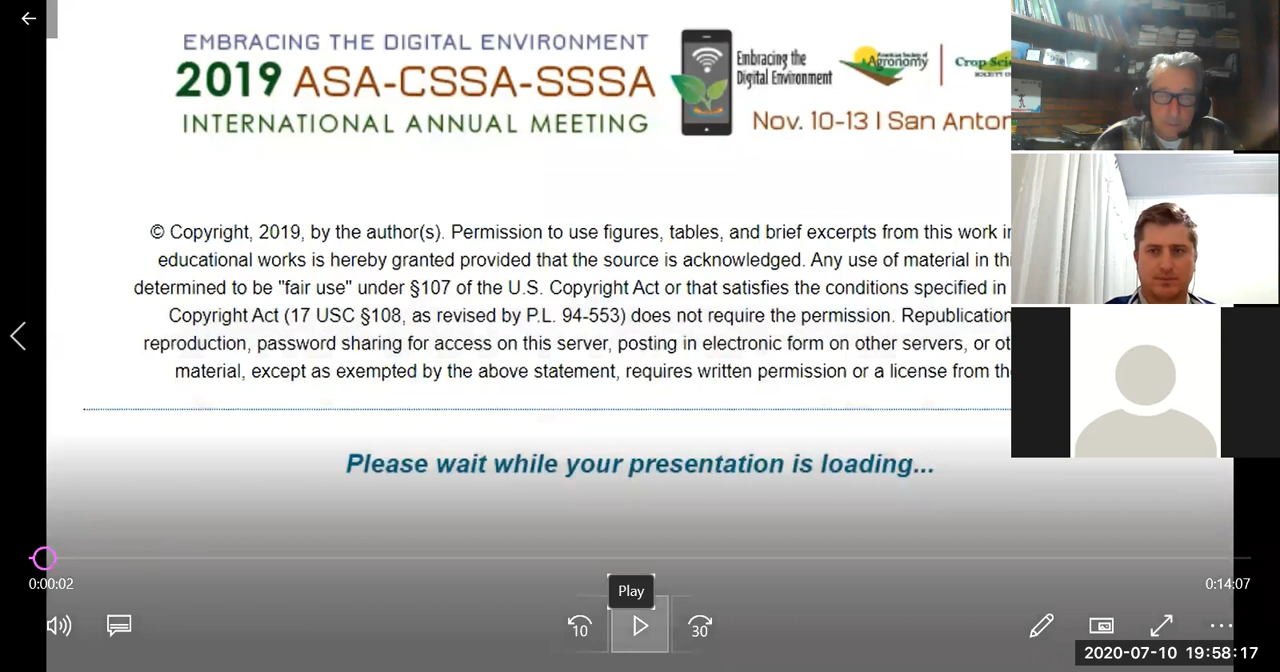 EMBRACING THE DIGITAL ENVIRONMENT
2019 ASA-CSSA-SSSA
INTERNATIONAL ANNUAL MEETING
Embracing the
Digital Environment
American Society of
Agronomy
Crop
Nov. 10-13 | San
© Copyright, 2019, by the author(s). Permission to use figures, tables, and brief excerpts from this work
educational works is hereby granted provided that the source is acknowledged. Any use of material in
determined to be "fair use" under §107 of the U.S. Copyright Act or that satisfies the conditions specified in
Copyright Act (17 USC §108, as revised by P.L. 94-553) does not require the permission. Republication
reproduction, password sharing for access on this server, posting in electronic form on other servers, or
material, except as exempted by the above statement, requires written permission or a license from
Please wait while your presentation is loading...
0:00:02
0:14:07
Play
10
30
2020-07-10 19:58:17